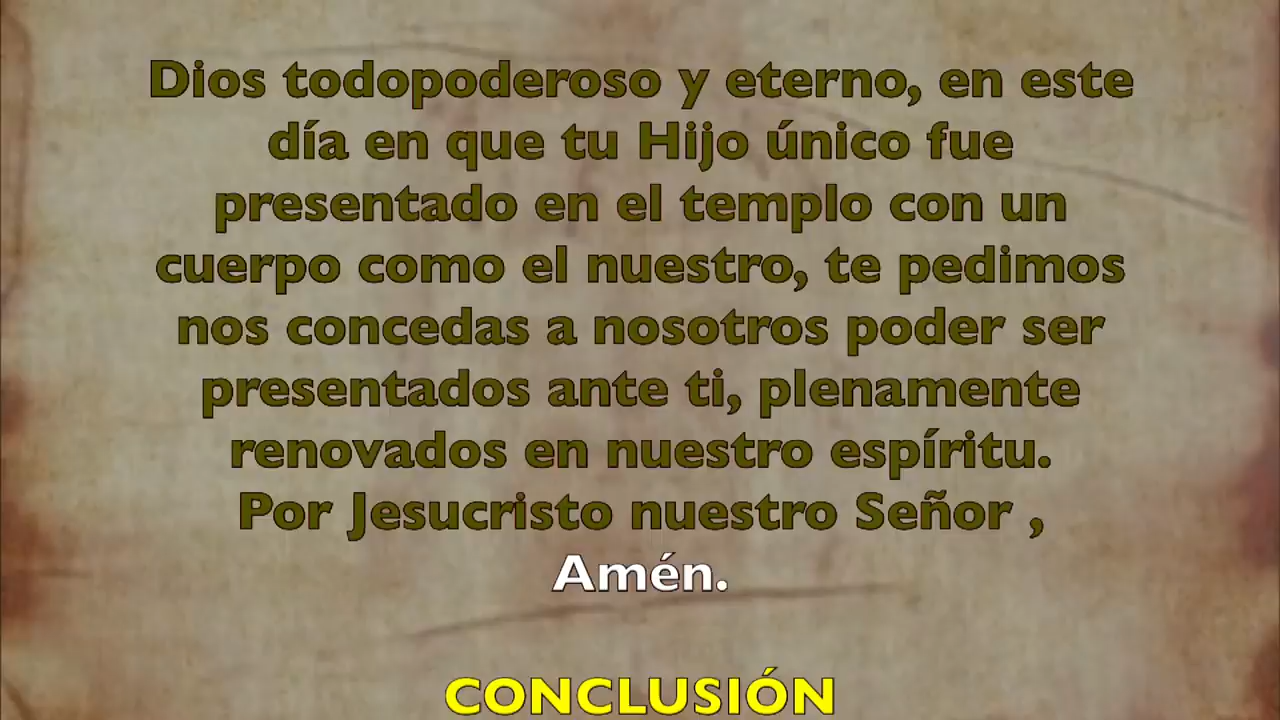 Dios todopoderoso y eterno, en este
día en que tu Hijo único fue
presentado en el templo con un
cuerpo como el nuestro, te pedimos
nos concedas a nosotros poder ser
presentados ante ti, plenamente
renovados en nuestro espíritu.
Por Jesucristo nuestro Señor ,
Amén.
CONCLUSIÓN